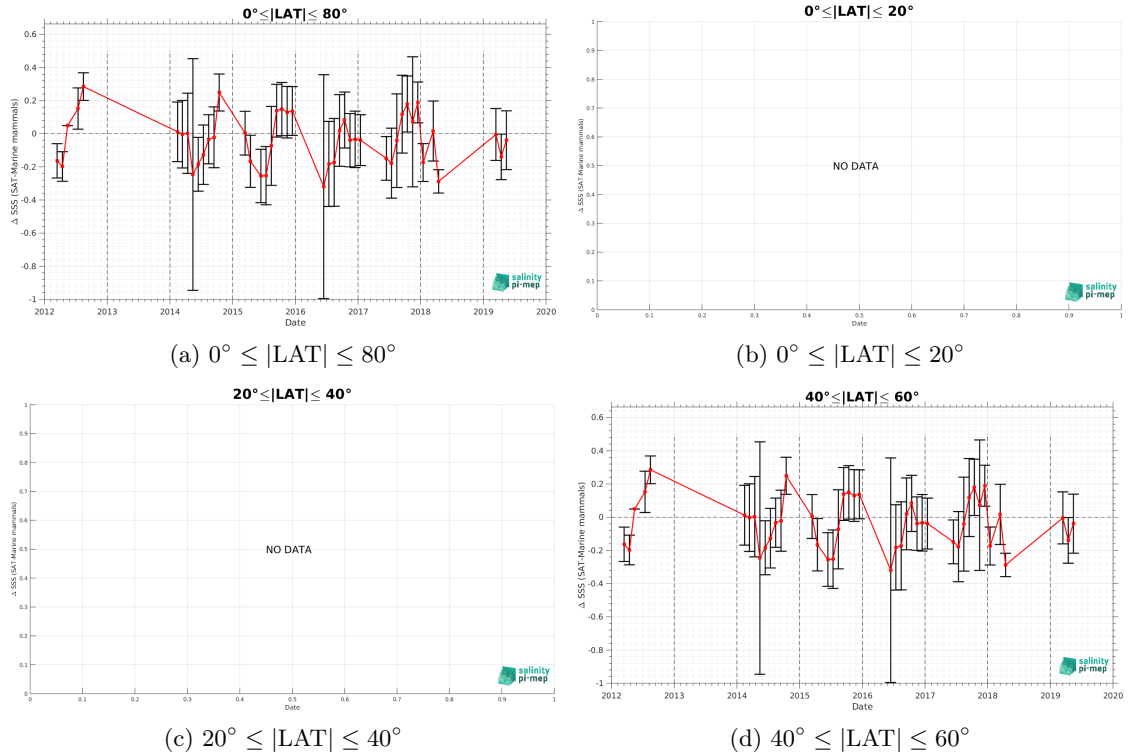 0°≤|LAT|≤ 80°
Δ SSS (SAT-Marine mammals)
0.6
0.4
0.2
0
-0.2
-0.4
-0.6
-0.8
-1
2012 2013 2014 2015 2016 2017 2018 2019 2020
Date
salinity
pi-mep
(a) 0° ≤ |LAT| ≤ 80°
0°≤|LAT|≤ 20°
Δ SSS (SAT-Marine mammals)
1
0.9
0.8
0.7
0.6
0.5
0.4
0.3
0.2
0.1
0
NO DATA
0 0.1 0.2 0.3 0.4 0.5 0.6 0.7 0.8 0.9 1
Date
salinity
pi-mep
(b) 0° ≤ |LAT| ≤ 20°
20°≤|LAT|≤ 40°
Δ SSS (SAT-Marine mammals)
1
0.9
0.8
0.7
0.6
0.5
0.4
0.3
0.2
0.1
0
NO DATA
0 0.1 0.2 0.3 0.4 0.5 0.6 0.7 0.8 0.9 1
Date
salinity
pi-mep
(c) 20° ≤ |LAT| ≤ 40°
40°≤|LAT|≤ 60°
Δ SSS (SAT-Marine mammals)
0.6
0.4
0.2
0
-0.2
-0.4
-0.6
-0.8
-1
2012 2013 2014 2015 2016 2017 2018 2019 2020
Date
salinity
pi-mep
(d) 40° ≤ |LAT| ≤ 60°